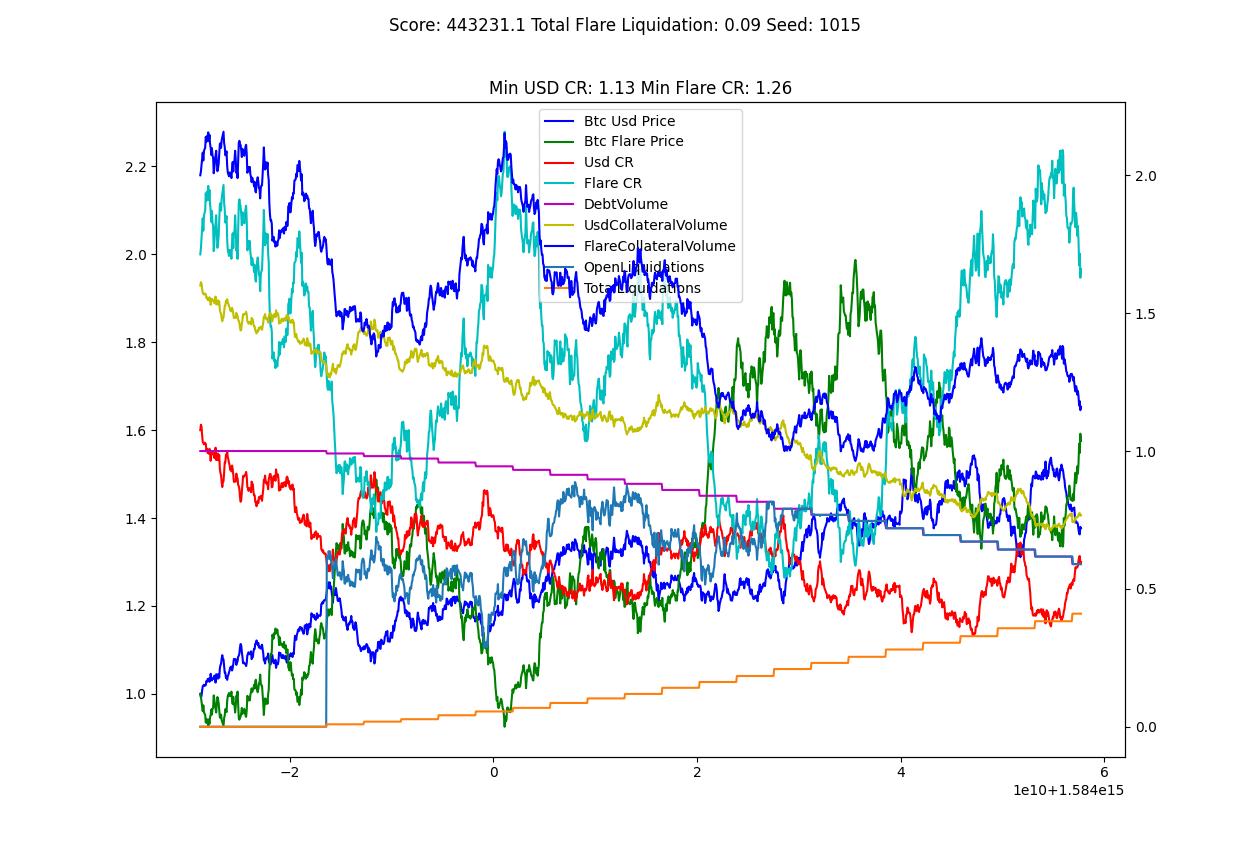 Score: 443231.1 Total Flare Liquidation: 0.09 Seed: 1015
Min USD CR: 1.13 Min Flare CR: 1.26
Btc Usd Price
Btc Flare Price
Usd CR
Flare CR
DebtVolume
UsdCollateralVolume
FlareCollateralVolume
OpenLiquidations
TotalLiquidations
2.2
2.0
1.8
1.6
1.4
1.2
1.0
2.0
1.5
1.0
0.5
0.0
−2
0
2
4
6
1e10+1.584e15